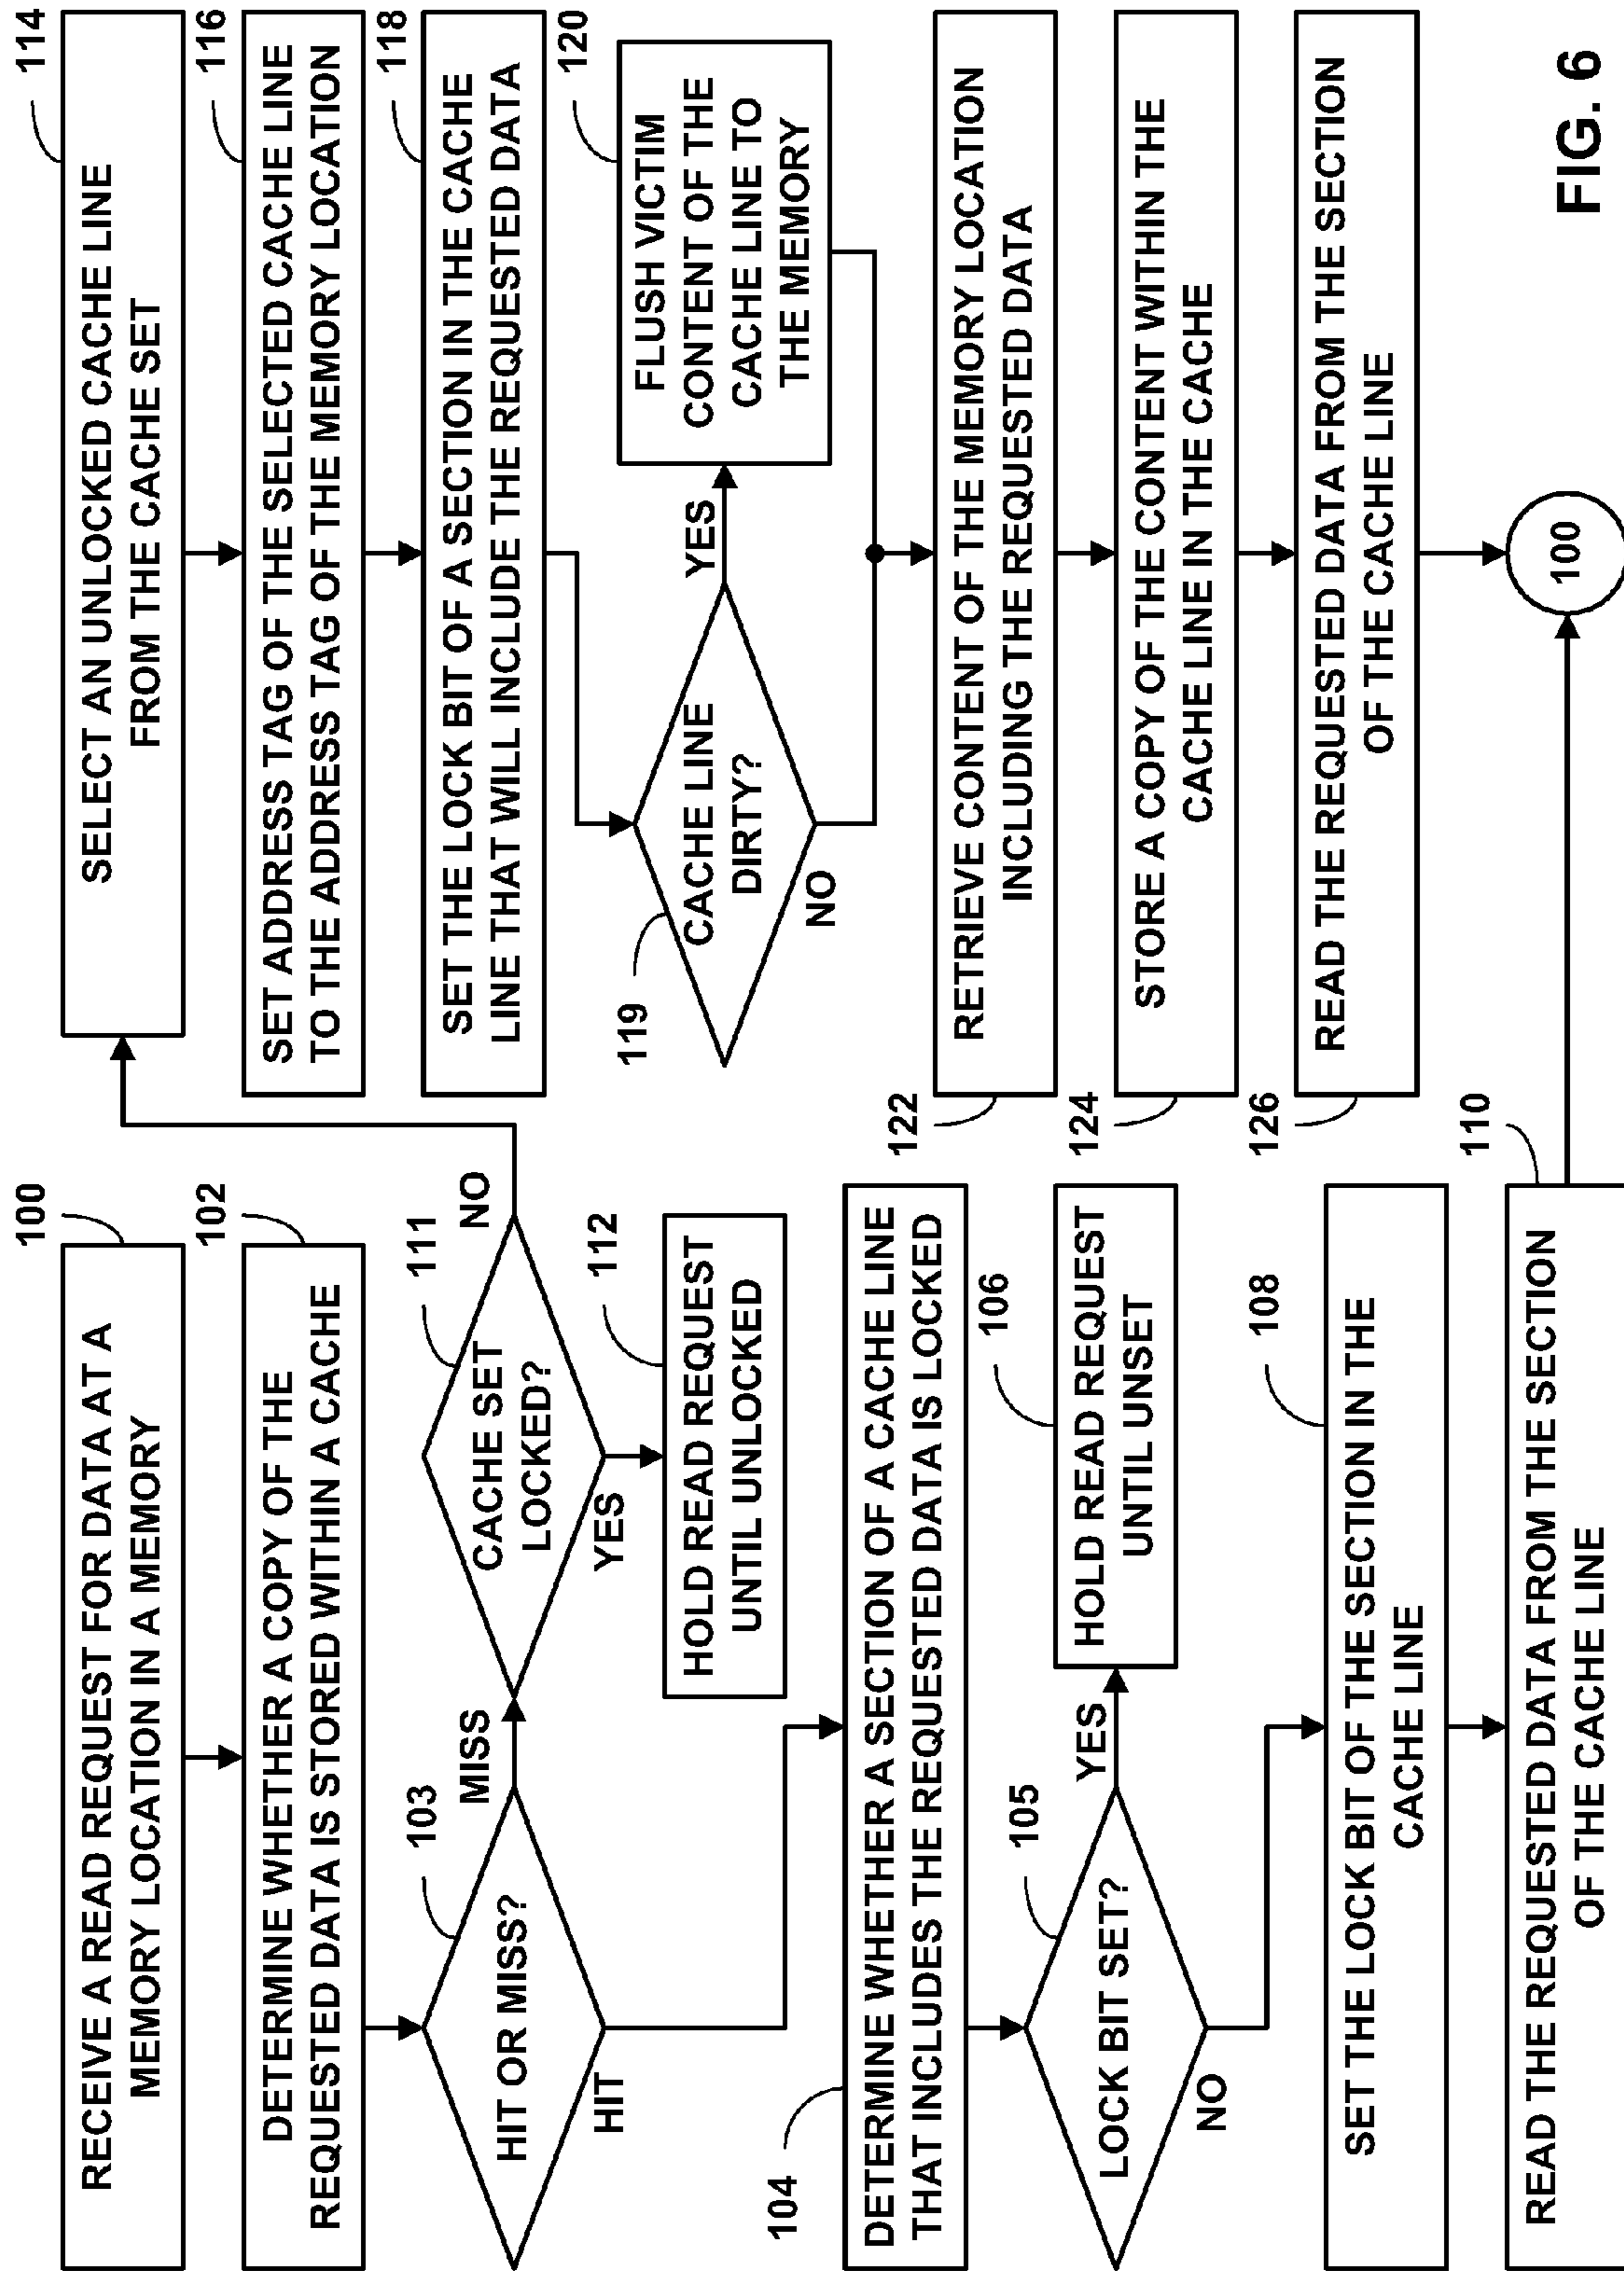 100
RECEIVE A READ REQUEST FOR DATA AT A
MEMORY LOCATION IN A MEMORY
102
DETERMINE WHETHER A COPY OF THE
REQUESTED DATA IS STORED WITHIN A CACHE
103
HIT OR MISS?
MISS
HIT
111
CACHE SET
LOCKED?
NO
YES
112
HOLD READ REQUEST
UNTIL UNLOCKED
104
DETERMINE WHETHER A SECTION OF A CACHE LINE
THAT INCLUDES THE REQUESTED DATA IS LOCKED
105
LOCK BIT SET?
YES
NO
106
HOLD READ REQUEST
UNTIL UNSET
108
SET THE LOCK BIT OF THE SECTION IN THE
CACHE LINE
110
READ THE REQUESTED DATA FROM THE SECTION
OF THE CACHE LINE
114
SELECT AN UNLOCKED CACHE LINE
FROM THE CACHE SET
116
SET ADDRESS TAG OF THE SELECTED CACHE LINE
TO THE ADDRESS TAG OF THE MEMORY LOCATION
118
SET THE LOCK BIT OF A SECTION IN THE CACHE
LINE THAT WILL INCLUDE THE REQUESTED DATA
119
CACHE LINE
DIRTY?
YES
NO
120
FLUSH VICTIM
CONTENT OF THE
CACHE LINE TO
THE MEMORY
122
RETRIEVE CONTENT OF THE MEMORY LOCATION
INCLUDING THE REQUESTED DATA
124
STORE A COPY OF THE CONTENT WITHIN THE
CACHE LINE IN THE CACHE
126
READ THE REQUESTED DATA FROM THE SECTION
OF THE CACHE LINE
100
FIG. 6